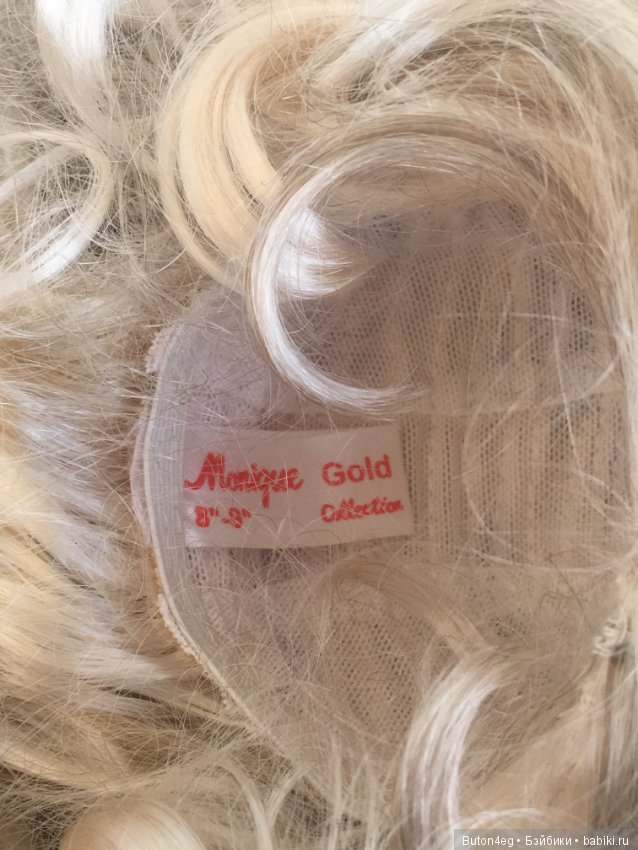 Monique Gold
8"-9" Collection
Buton4eg • Бэйбики • babiki.ru